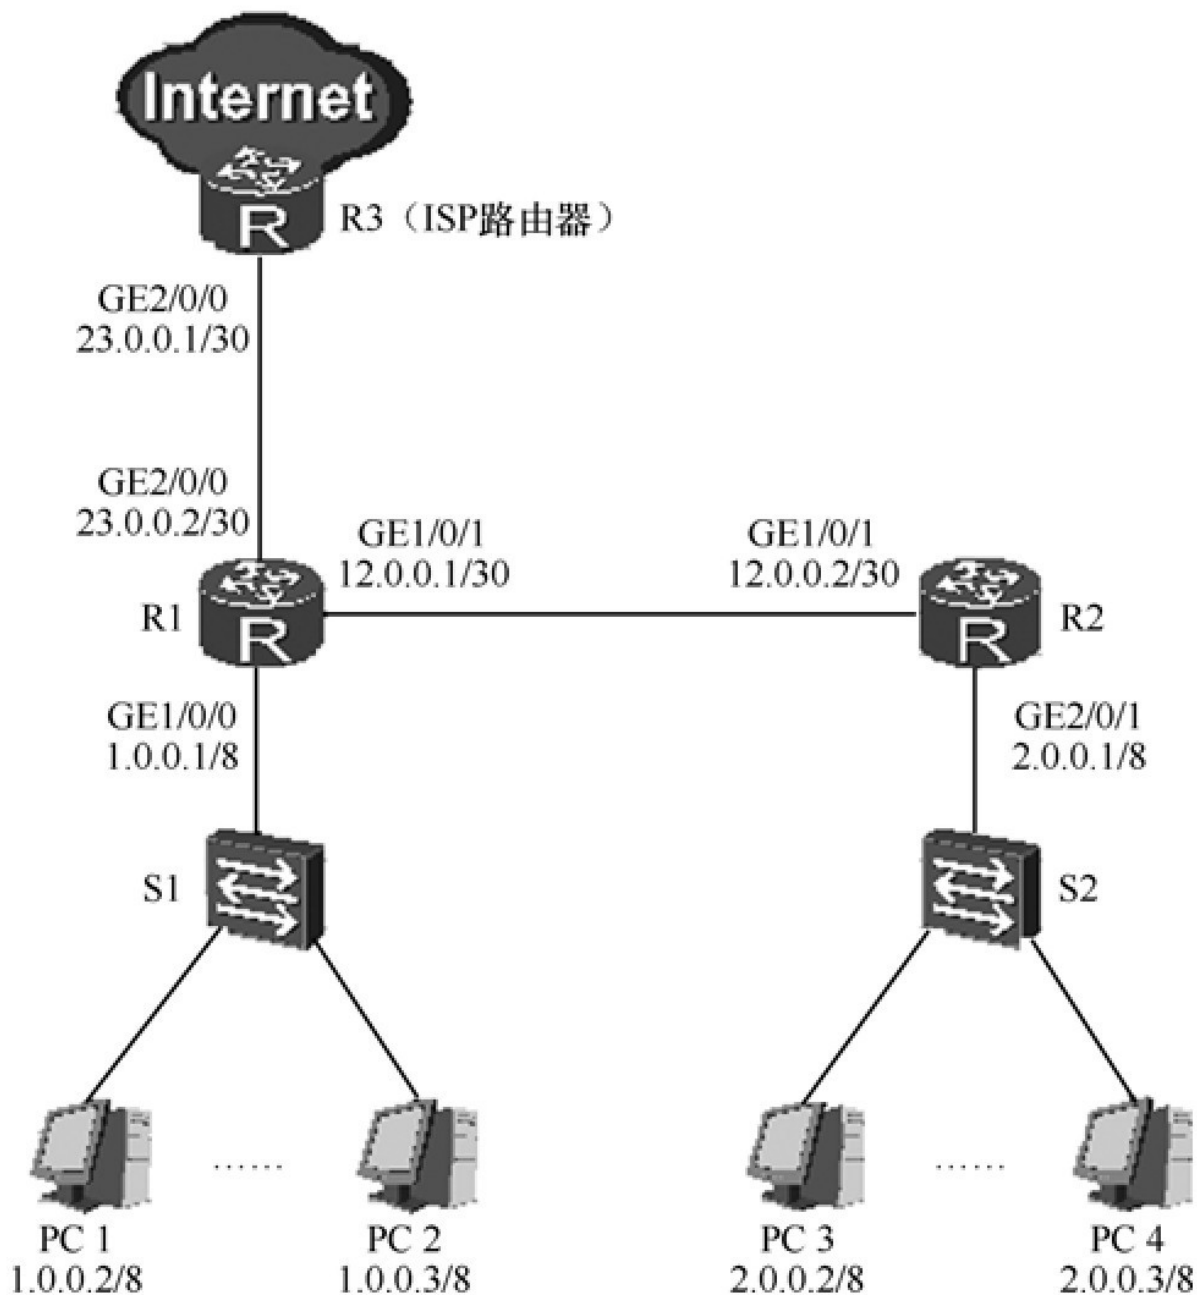 Internet
R
R3（ISP路由器）
GE2/0/0
23.0.0.1/30
GE2/0/0
23.0.0.2/30
GE1/0/1
12.0.0.1/30
GE1/0/1
12.0.0.2/30
R1
R
R
R2
GE1/0/0
1.0.0.1/8
GE2/0/1
2.0.0.1/8
S1
S2
······
······
PC 1
1.0.0.2/8
PC 2
1.0.0.3/8
PC 3
2.0.0.2/8
PC 4
2.0.0.3/8